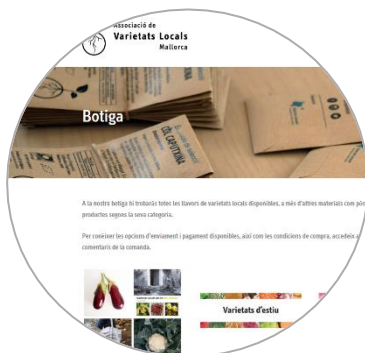 Associació de
Varietats Locals
Mallorca
COL CAPUTXINA
Botiga
A la nostra botiga hi trobaràs totes les llavors de varietats locals disponibles, a més d'altres materials com
productes segons la seva categoria.
Per conèixer les opcions d'enviament i pagament disponibles, així com les condicions de compra, accedeix a
comentaris de la comanda.
Varietats d'estiu